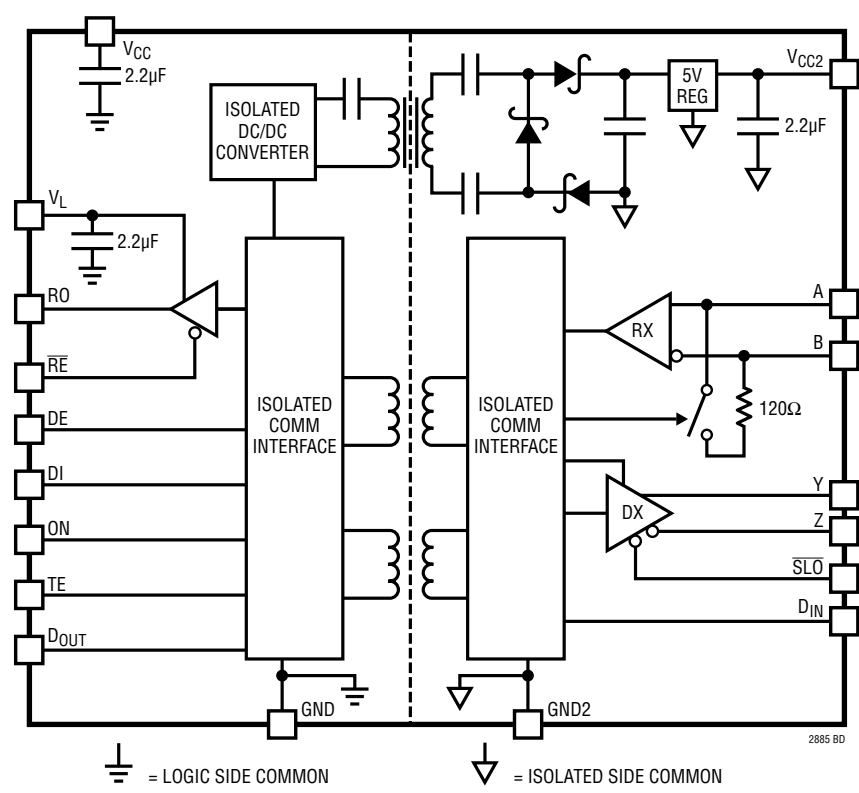 VCC
2.2µF
ISOLATED
DC/DC
CONVERTER
5V
REG
VCC2
2.2µF
VL
2.2µF
RO
RE
DE
DI
ON
TE
DOUT
ISOLATED
COMM
INTERFACE
ISOLATED
COMM
INTERFACE
RX
A
B
120Ω
DX
Y
Z
SLO
DIN
GND
GND2
2885 BD
= LOGIC SIDE COMMON
= ISOLATED SIDE COMMON